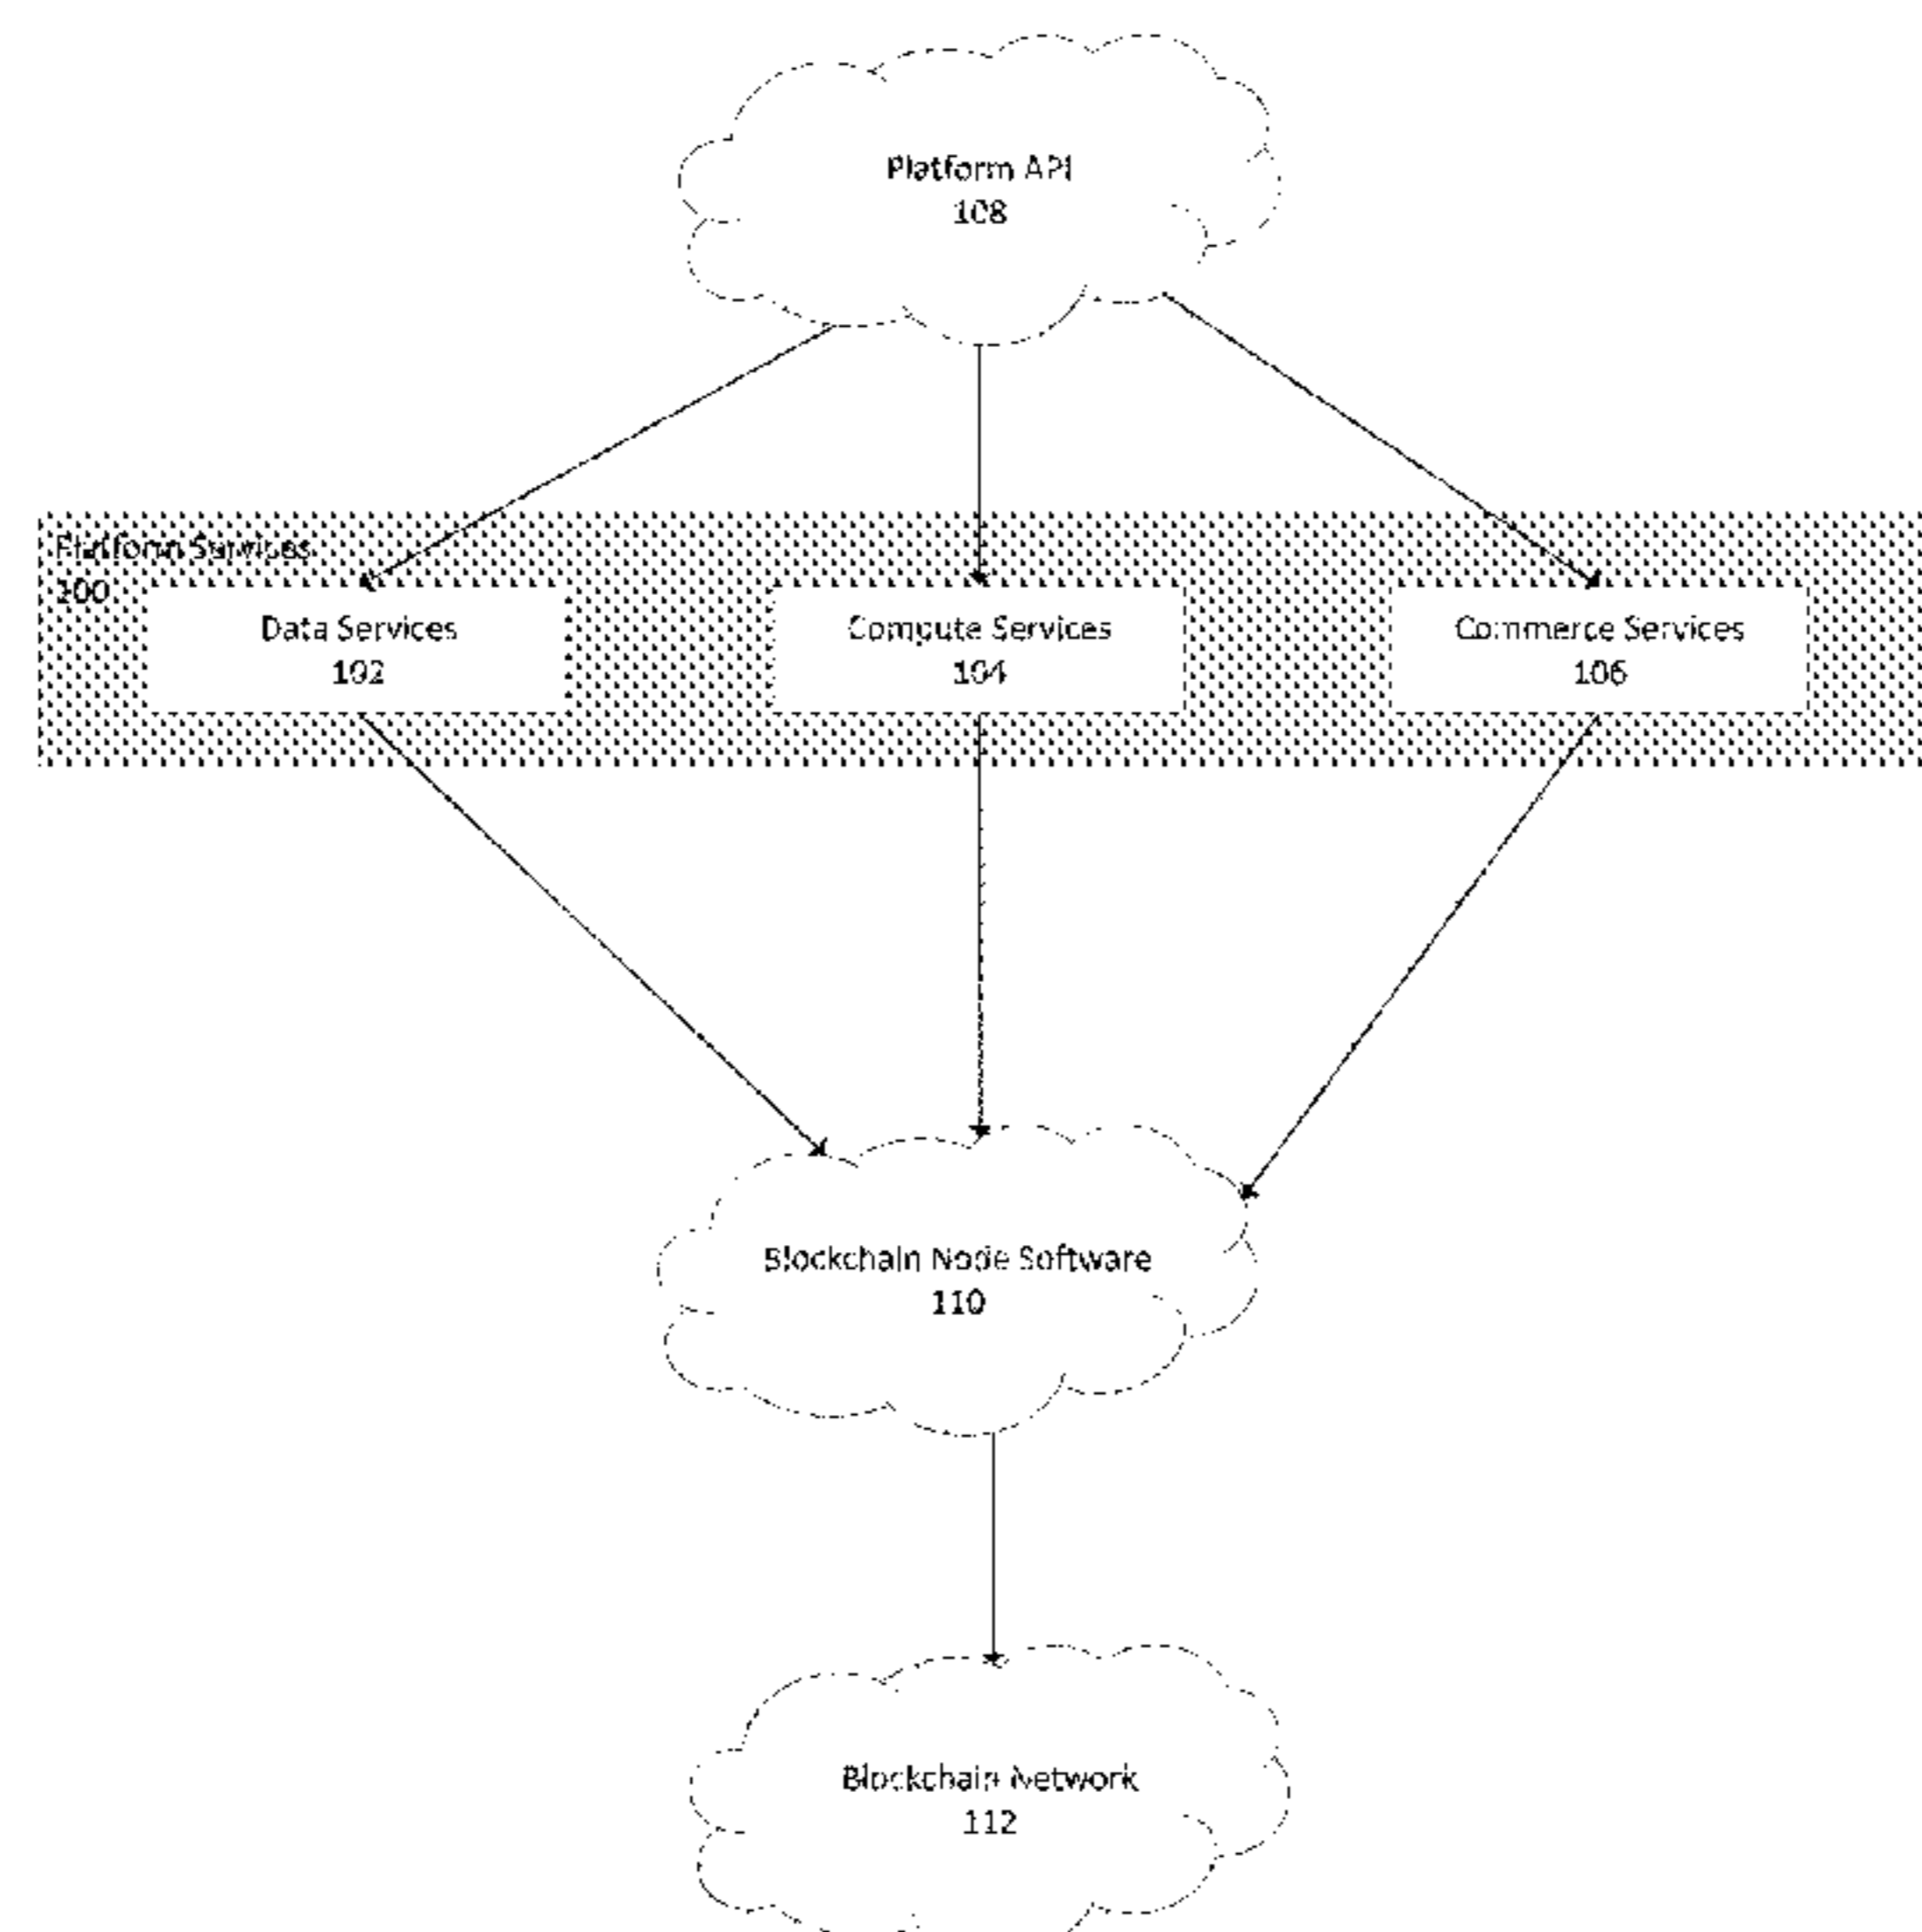 Platform API
108
Platform Services
100
Data Services
102
Compute Services
104
Commerce Services
106
Blockchain Node Software
110
Blockchain Network
112